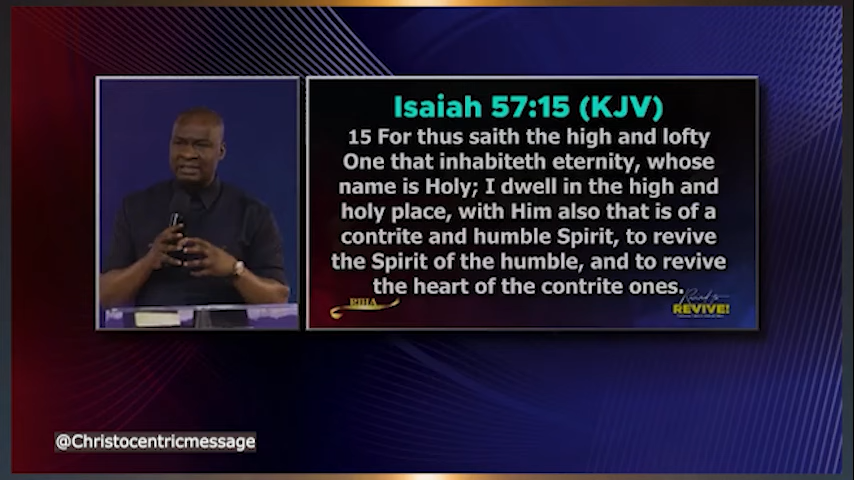 Isaiah 57:15 (KJV)
15 For thus saith the high and lofty
One that inhabiteth eternity, whose
name is Holy; I dwell in the high and
holy place, with Him also that is of a
contrite and humble Spirit, to revive
the Spirit of the humble, and to revive
the heart of the contrite ones.
REVIVE!
@Christocentricmessage